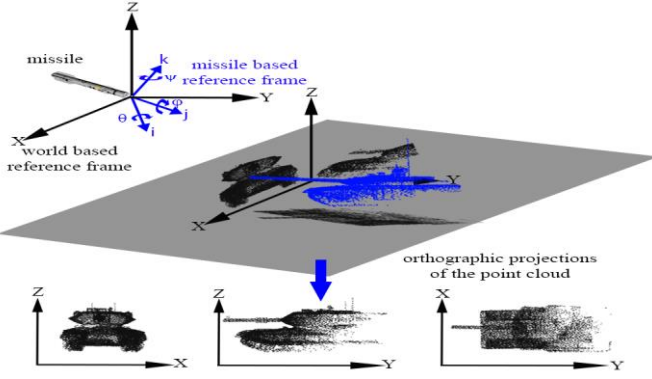 Z
k
missile
missile based
ψ
reference frame
Y
φ
j
θ
i
X
world based
reference frame
Z
Y
X
orthographic projections
of the point cloud
Z
X
Z
Y
X
Y